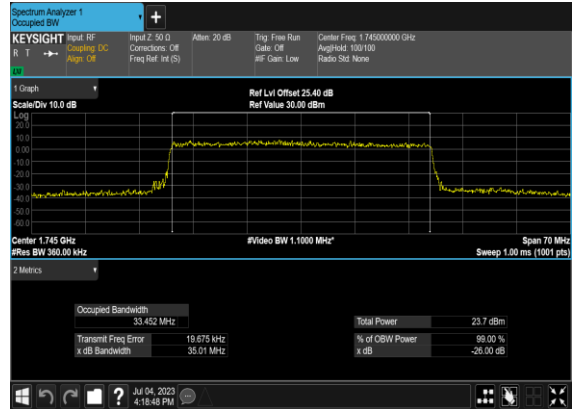 Spectrum Analyzer 1
Occupied BW
+
KEYSIGHT Input: RF Input Z: 50 Ω Atten: 20 dB Trig: Free Run Center Freq: 1.745000000 GHz
R T Coupling: DC Corrections: Off Gate: Off Avg|Hold: 100/100
Align: Off Freq Ref: Int (S) #IF Gain: Low Radio Std: None
1 Graph
Ref Lvl Offset 25.40 dB
Scale/Div 10.0 dB Ref Value 30.00 dBm
Log
20.0
10.0
0.00
-10.0
-20.0
-30.0
-40.0
-50.0
-60.0
Center 1.745 GHz #Video BW 1.1000 MHz* Span 70 MHz
#Res BW 360.00 kHz Sweep 1.00 ms (1001 pts)
2 Metrics
Occupied Bandwidth
33.452 MHz Total Power 23.7 dBm
Transmit Freq Error 19.675 kHz % of OBW Power 99.00 %
x dB Bandwidth 35.01 MHz x dB -26.00 dB
? Jul 04, 2023
4:18:48 PM